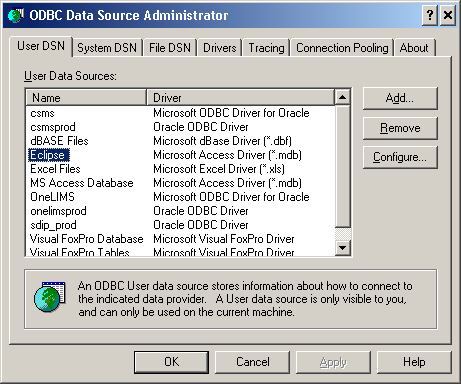 ODBC Data Source Administrator
User DSN System DSN File DSN Drivers Tracing Connection Pooling About
User Data Sources:
Name Driver
csms Microsoft ODBC Driver for Oracle
csmsprod Oracle ODBC Driver
dBASE Files Microsoft dBase Driver (*.dbf)
Eclipse Microsoft Access Driver (*.mdb)
Excel Files Microsoft Excel Driver (*.xls)
MS Access Database Microsoft Access Driver (*.mdb)
OneLIMS Microsoft ODBC for Oracle
onelimsprod Oracle ODBC Driver
sdip_prod Oracle ODBC Driver
Visual FoxPro Database Microsoft Visual FoxPro Driver
Visual FoxPro Tables Microsoft Visual FoxPro Driver
Add...
Remove
Configure...
An ODBC User data source stores information about how to connect to
the indicated data provider. A User data source is only visible to you,
and can only be used on the current machine.
OK Cancel Apply Help